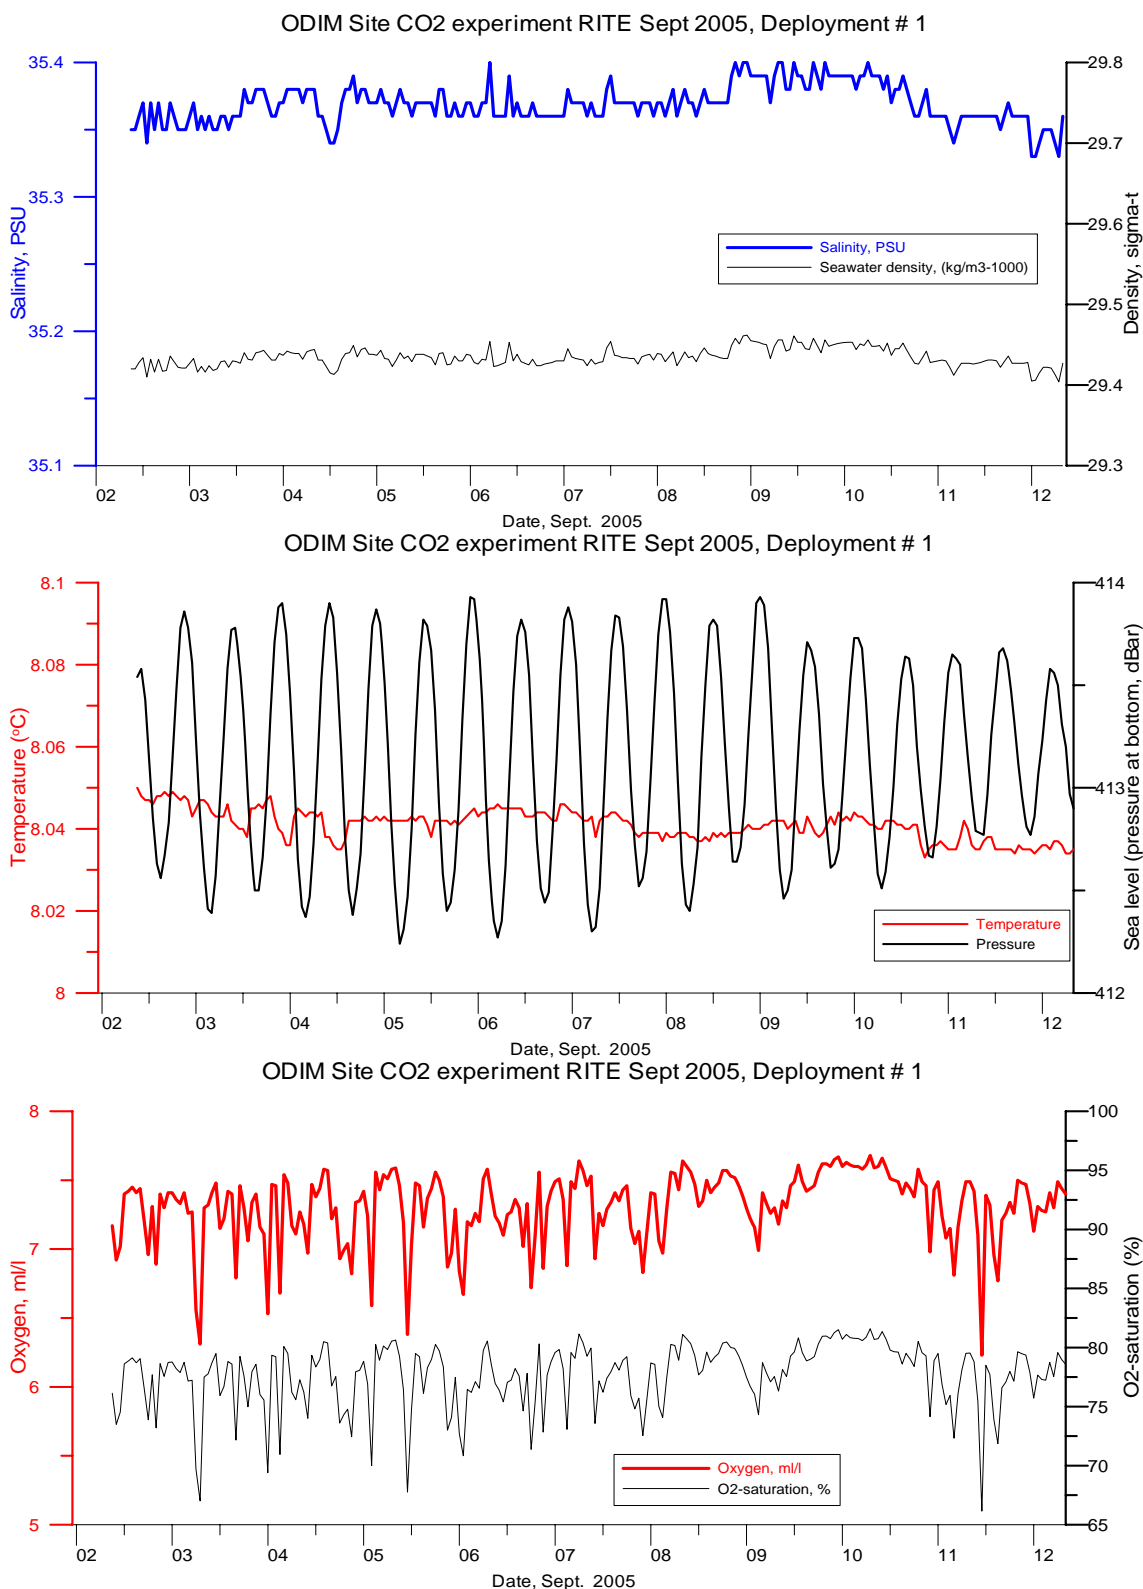 ODIM Site CO2 experiment RITE Sept 2005, Deployment # 1
35.4
35.3
35.2
35.1
Salinity, PSU
29.8
29.7
29.6
29.5
29.4
29.3
Density, sigma-t
Salinity, PSU
Seawater density, (kg/m3-1000)
02 03 04 05 06 07 08 09 10 11 12
Date, Sept. 2005
ODIM Site CO2 experiment RITE Sept 2005, Deployment # 1
8.1
8.08
8.06
8.04
8.02
8
Temperature (ºC)
414
413
412
Sea level (pressure at bottom, dBar)
Temperature
Pressure
02 03 04 05 06 07 08 09 10 11 12
Date, Sept. 2005
ODIM Site CO2 experiment RITE Sept 2005, Deployment # 1
8
7
6
5
Oxygen, ml/l
100
95
90
85
80
75
70
65
O2-saturation (%)
Oxygen, ml/l
O2-saturation, %
02 03 04 05 06 07 08 09 10 11 12
Date, Sept. 2005